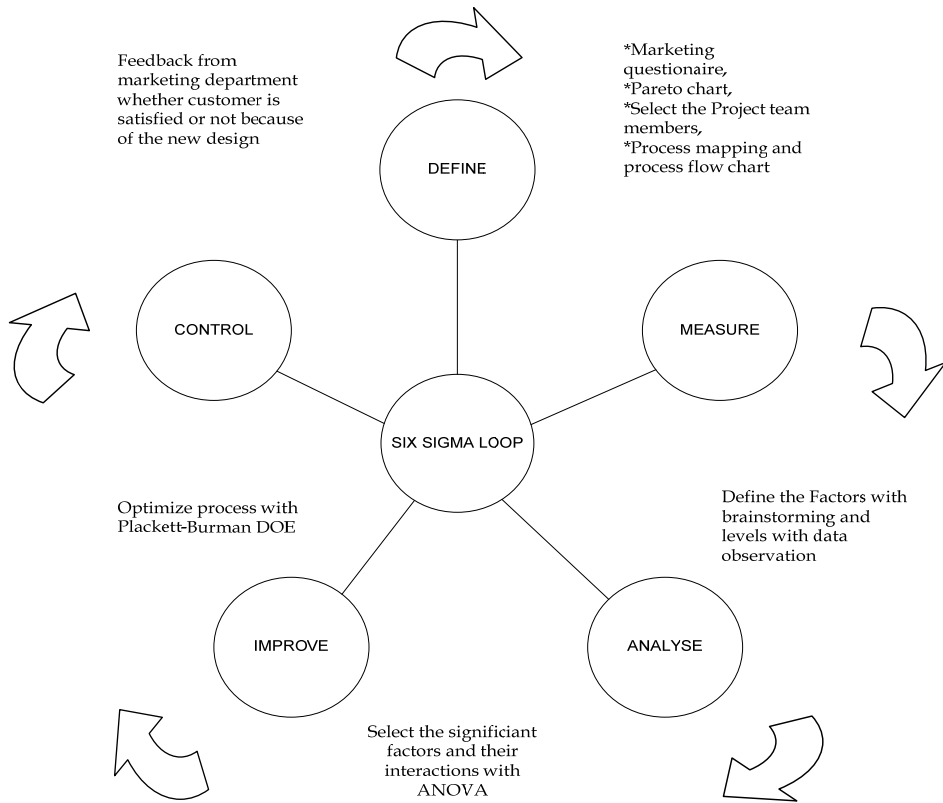 Feedback from
marketing department
whether customer is
satisfied or not because
of the new design
*Marketing
questionaire,
*Pareto chart,
*Select the Project team
members,
*Process mapping and
process flow chart
DEFINE
CONTROL
MEASURE
SIX SIGMA LOOP
Optimize process with
Plackett-Burman DOE
Define the Factors with
brainstorming and
levels with data
observation
IMPROVE
ANALYSE
Select the significiant
factors and their
interactions with
ANOVA